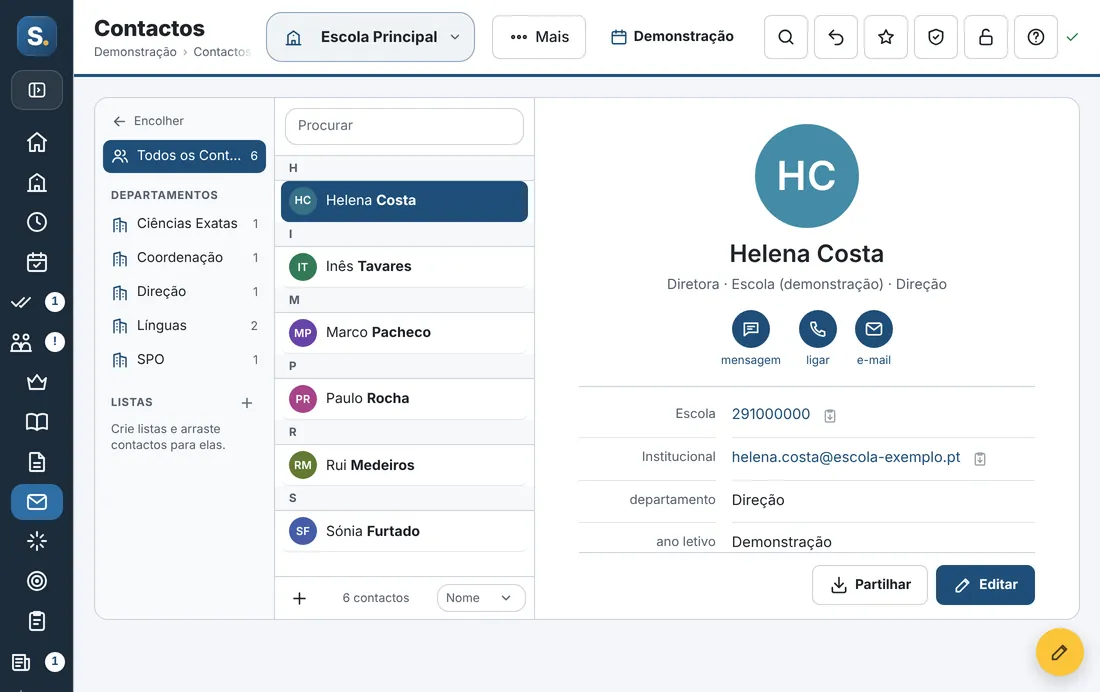 S.
Contactos
Demonstração › Contactos
Escola Principal
Mais
Demonstração
1
!
1
Encolher
Todos os Cont... 6
DEPARTAMENTOS
Ciências Exatas 1
Coordenação 1
Direção 1
Línguas 2
SPO 1
LISTAS
Crie listas e arraste
contactos para elas.
Procurar
H
HC Helena Costa
I
IT Inês Tavares
M
MP Marco Pacheco
P
PR Paulo Rocha
R
RM Rui Medeiros
S
SF Sónia Furtado
6 contactos
Nome
HC
Helena Costa
Diretora · Escola (demonstração) · Direção
mensagem ligar e-mail
Escola 291000000
Institucional helena.costa@escola-exemplo.pt
departamento Direção
ano letivo Demonstração
Partilhar
Editar